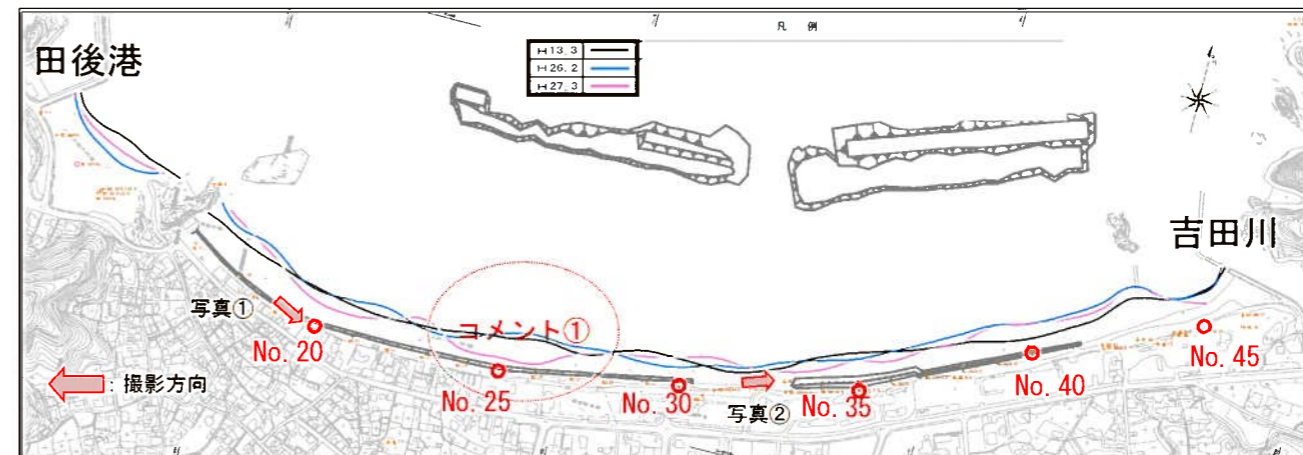 凡 例
田後港
H13.3
H26.2
H27.3
吉田川
写真①
コメント①
No.20
No.25
No.30
No.35
No.40
No.45
写真②
: 撮影方向